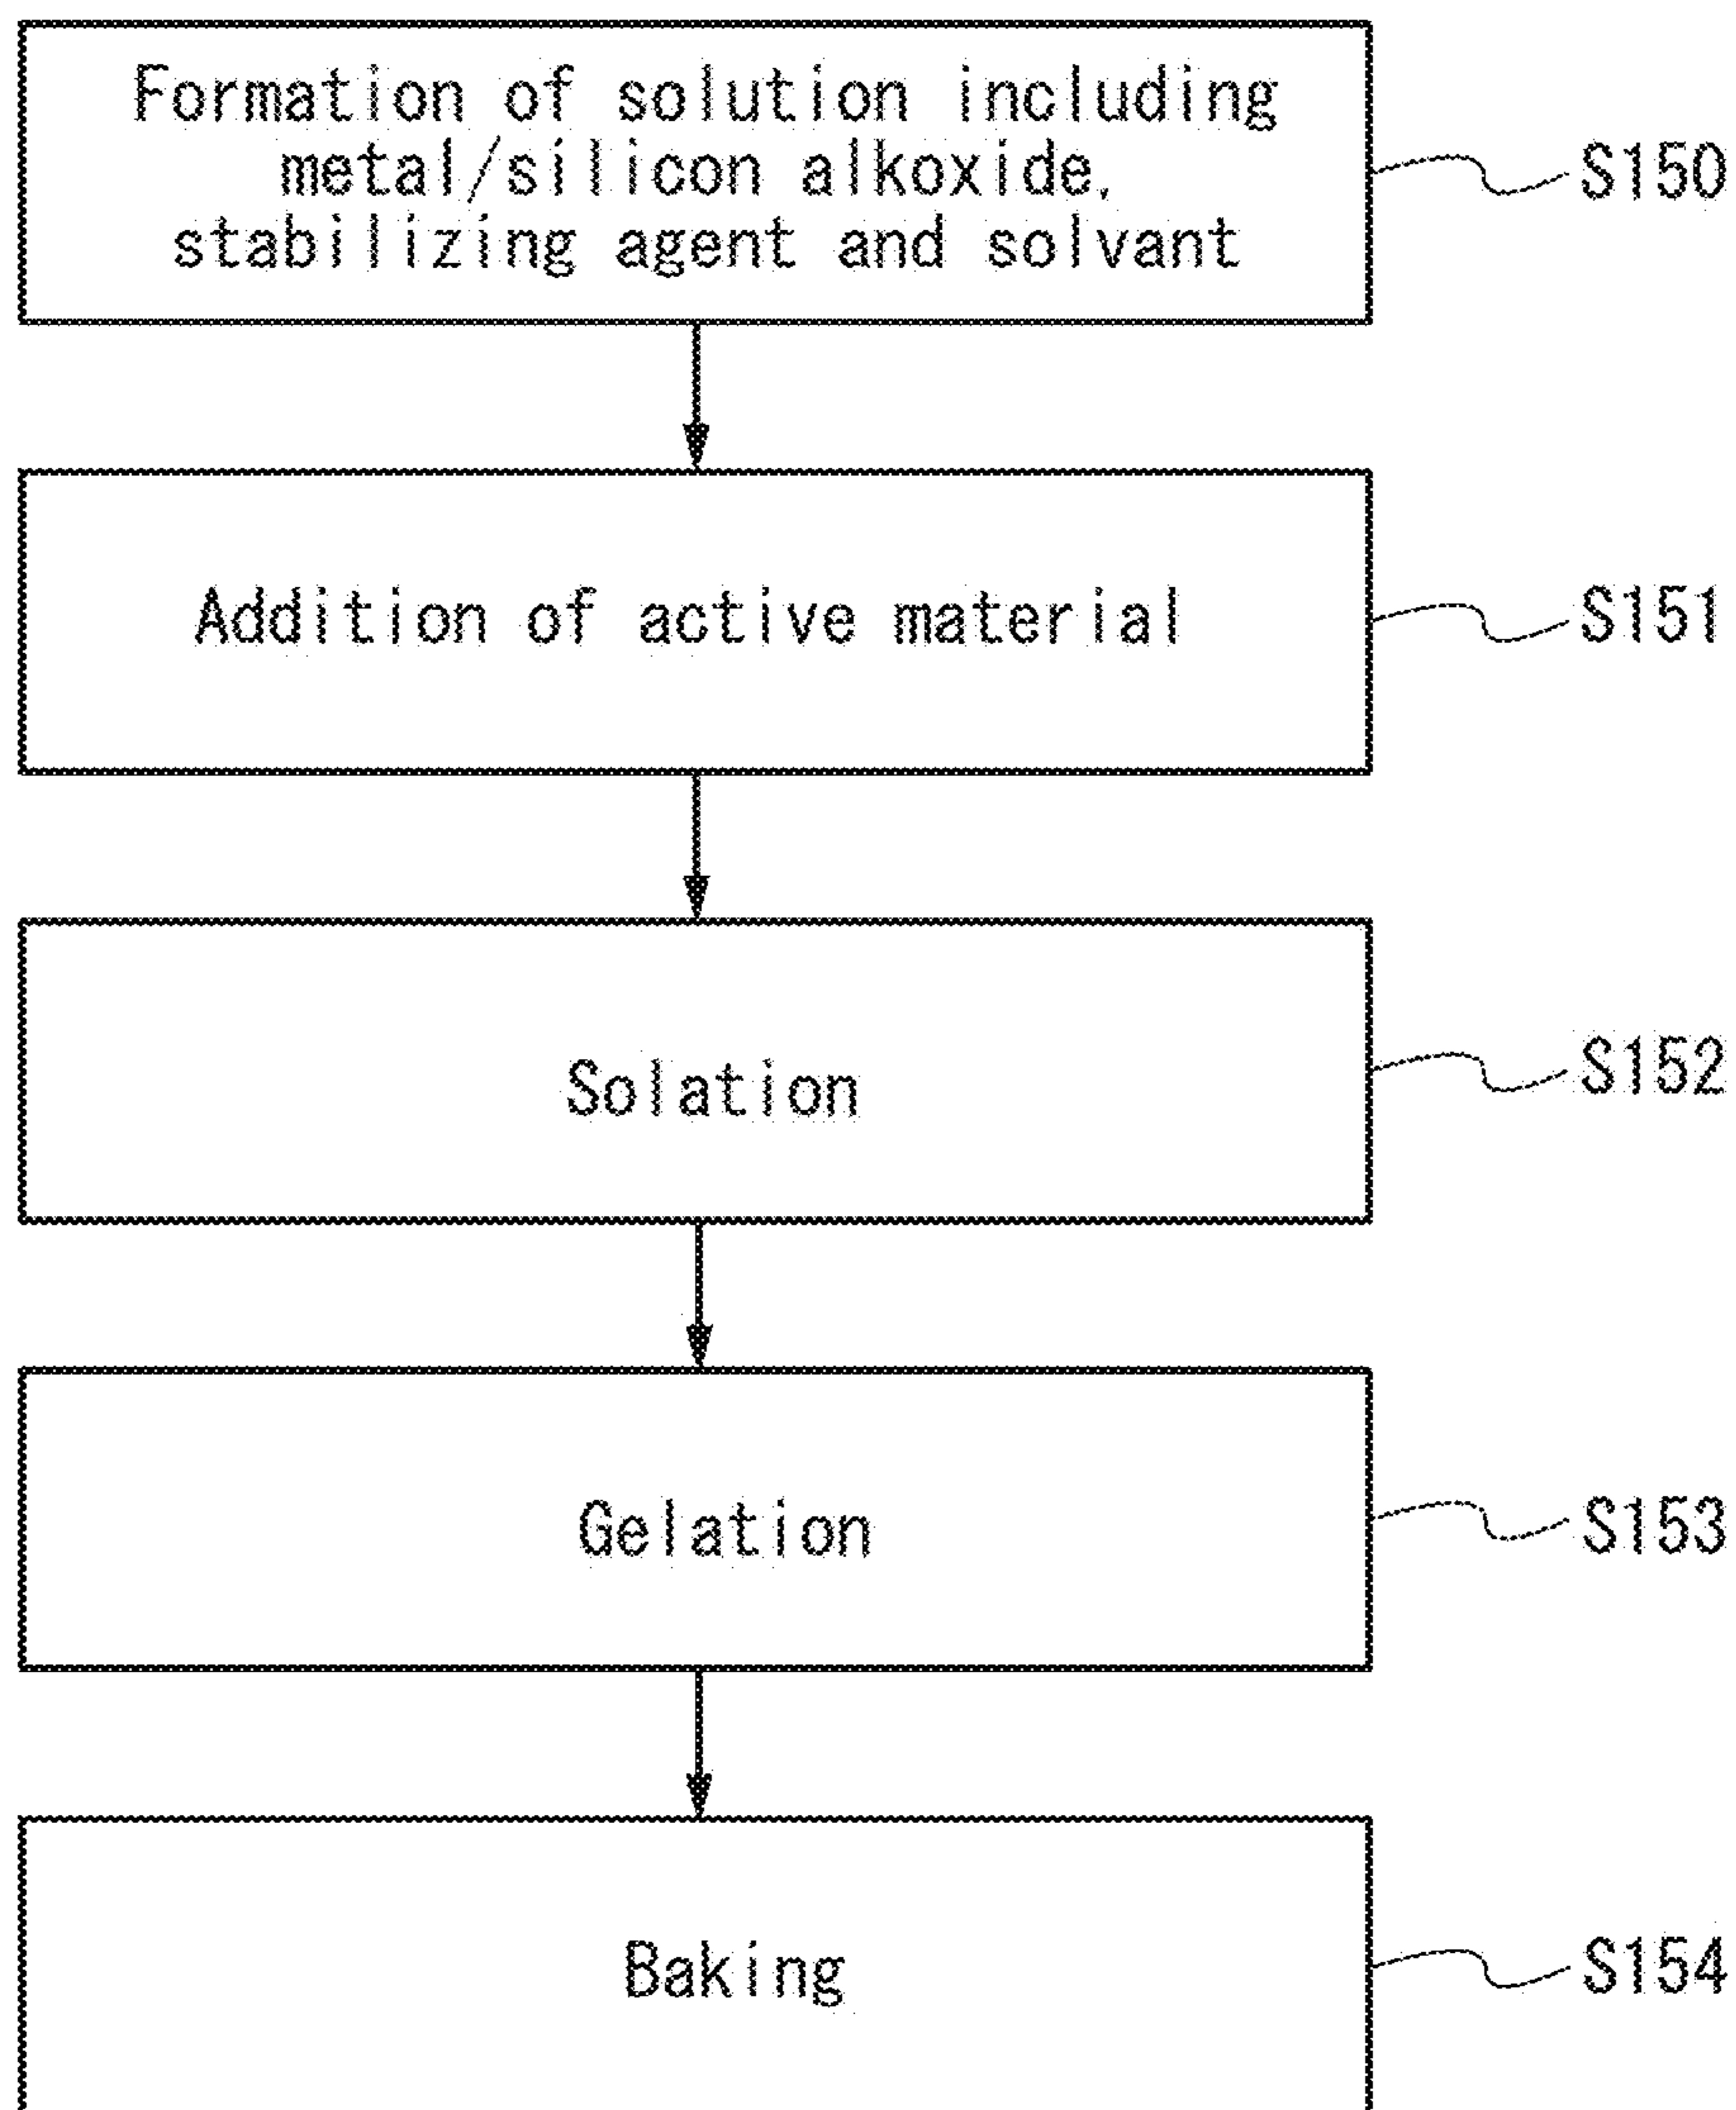 Formation of solution including
metal/silicon alkoxide,
stabilizing agent and solvant
S150
Addition of active material
S151
Solation
S152
Gelation
S153
Baking
S154